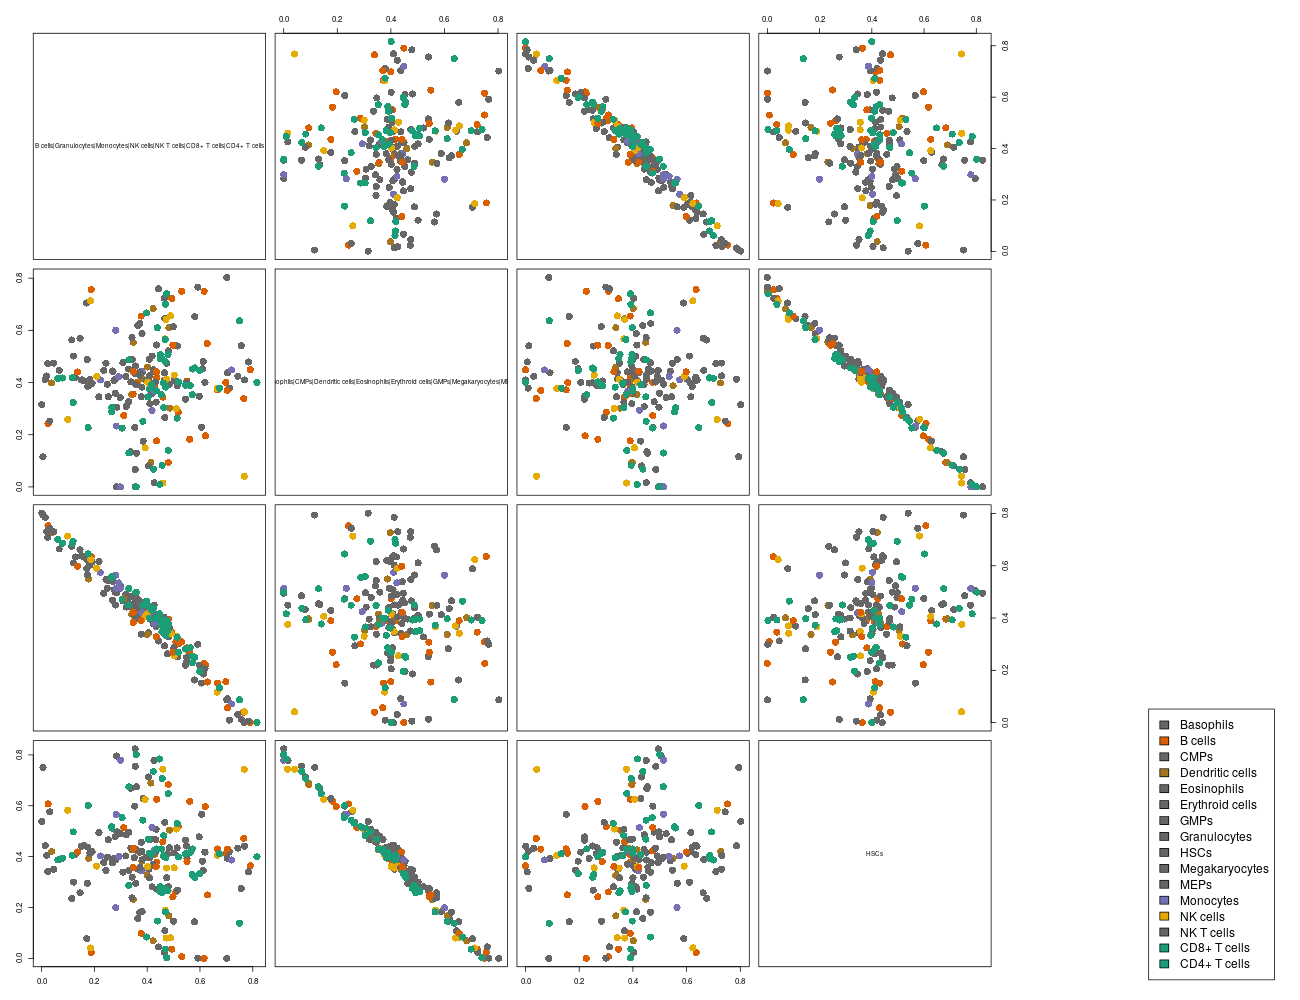 0.0 0.2 0.4 0.6 0.8 0.0 0.2 0.4 0.6 0.8
B cells|Granulocytes|Monocytes|NK cells|NK T cells|CD8+ T cells|CD4+ T cells
0.0 0.2 0.4 0.6 0.8
0.0 0.2 0.4 0.6 0.8
ophils|CMPs|Dendritic cells|Eosinophils|Erythroid cells|GMPs|Megakaryocytes|M
0.0 0.2 0.4 0.6 0.8
0.0 0.2 0.4 0.6 0.8
HSCs
0.0 0.2 0.4 0.6 0.8 0.0 0.2 0.4 0.6 0.8
Basophils
B cells
CMPs
Dendritic cells
Eosinophils
Erythroid cells
GMPs
Granulocytes
HSCs
Megakaryocytes
MEPs
Monocytes
NK cells
NK T cells
CD8+ T cells
CD4+ T cells